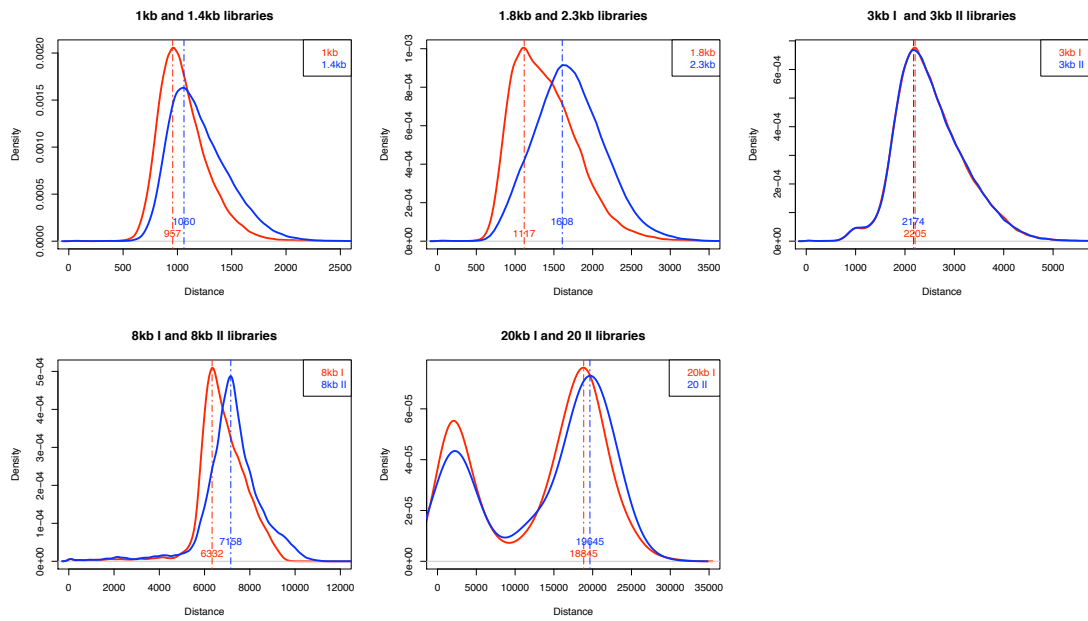 1kb and 1.4kb libraries
1kb
1.4kb
Density
0.0000
0.0005
0.0010
0.0015
0.0020
1060
957
0
500
1000
1500
2000
2500
Distance
1.8kb and 2.3kb libraries
1.8kb
2.3kb
Density
0e+00
2e-04
4e-04
6e-04
8e-04
1e-03
1608
1117
0
500
1000
1500
2000
2500
3000
3500
Distance
3kb I and 3kb II libraries
3kb I
3kb II
Density
0e+00
2e-04
4e-04
6e-04
2174
2205
0
1000
2000
3000
4000
5000
Distance
8kb I and 8kb II libraries
8kb I
8kb II
Density
0e+00
1e-04
2e-04
3e-04
4e-04
5e-04
7158
6332
0
2000
4000
6000
8000
10000
12000
Distance
20kb I and 20 II libraries
20kb I
20 II
Density
0e+00
2e-05
4e-05
6e-05
19645
18845
0
5000
10000
15000
20000
25000
30000
35000
Distance